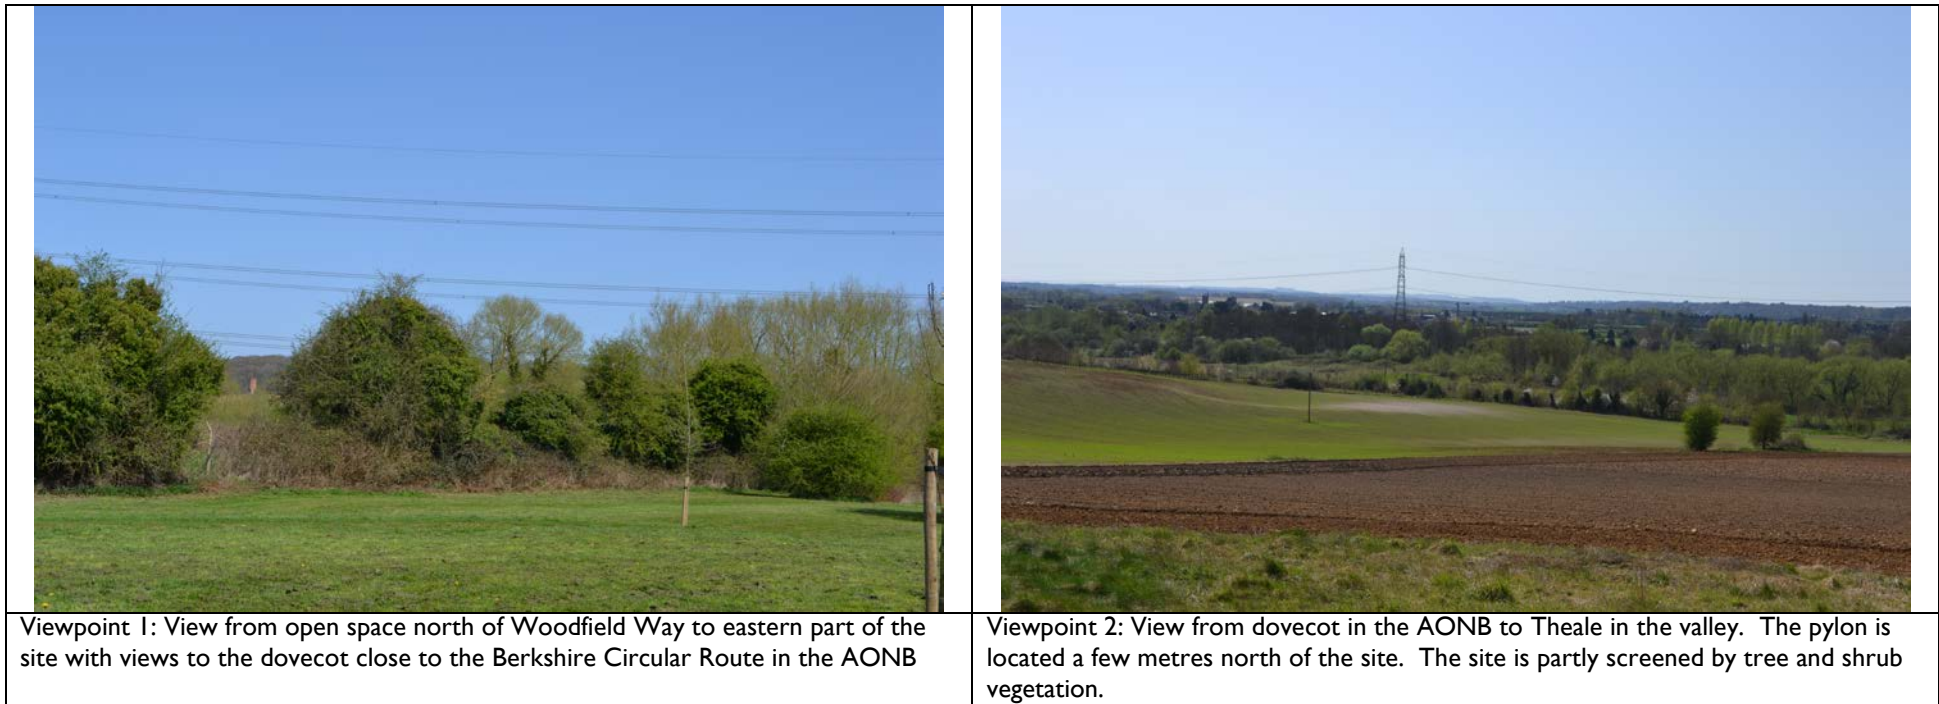 Viewpoint 1: View from open space north of Woodfield Way to eastern part of the
site with views to the dovecot close to the Berkshire Circular Route in the AONB
Viewpoint 2: View from dovecot in the AONB to Theale in the valley.  The pylon is
located a few metres north of the site.  The site is partly screened by tree and shrub
vegetation.